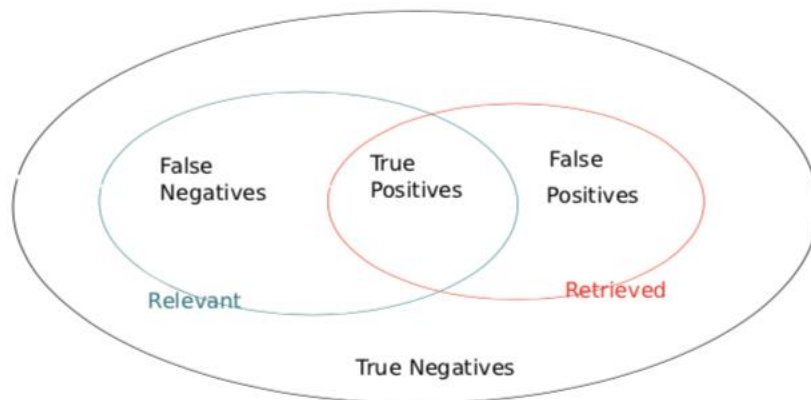 False
Negatives
True
Positives
False
Positives
Relevant
Retrieved
True Negatives